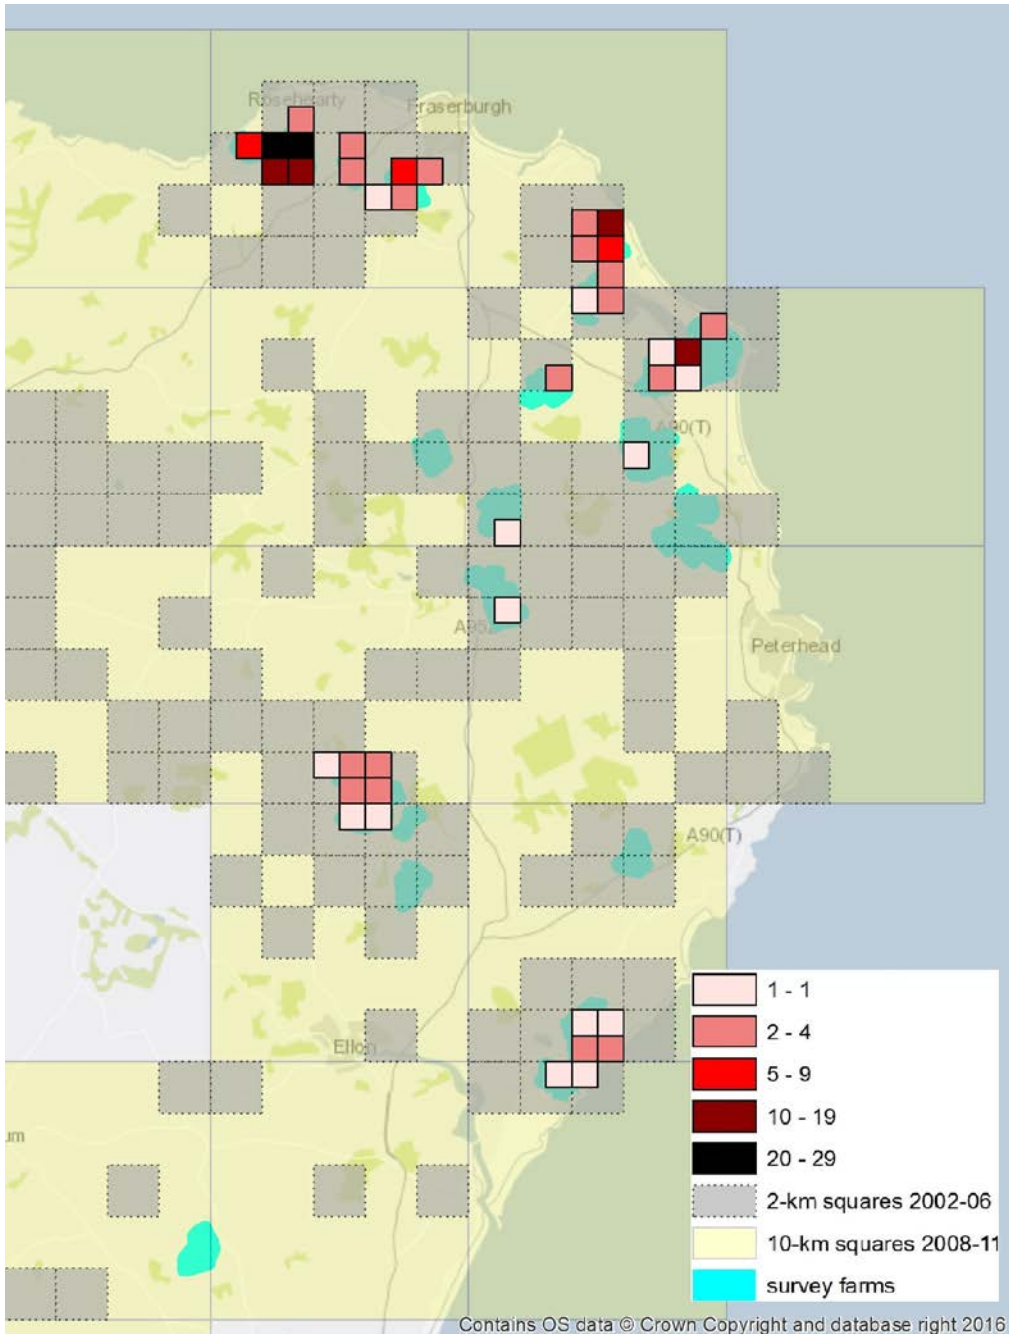 Rosehearty
Fraserburgh
A90(T)
Peterhead
A90(T)
Ellon
1 - 1
2 - 4
5 - 9
10 - 19
20 - 29
2-km squares 2002-06
10-km squares 2008-11
survey farms
Contains OS data © Crown Copyright and database right 2016